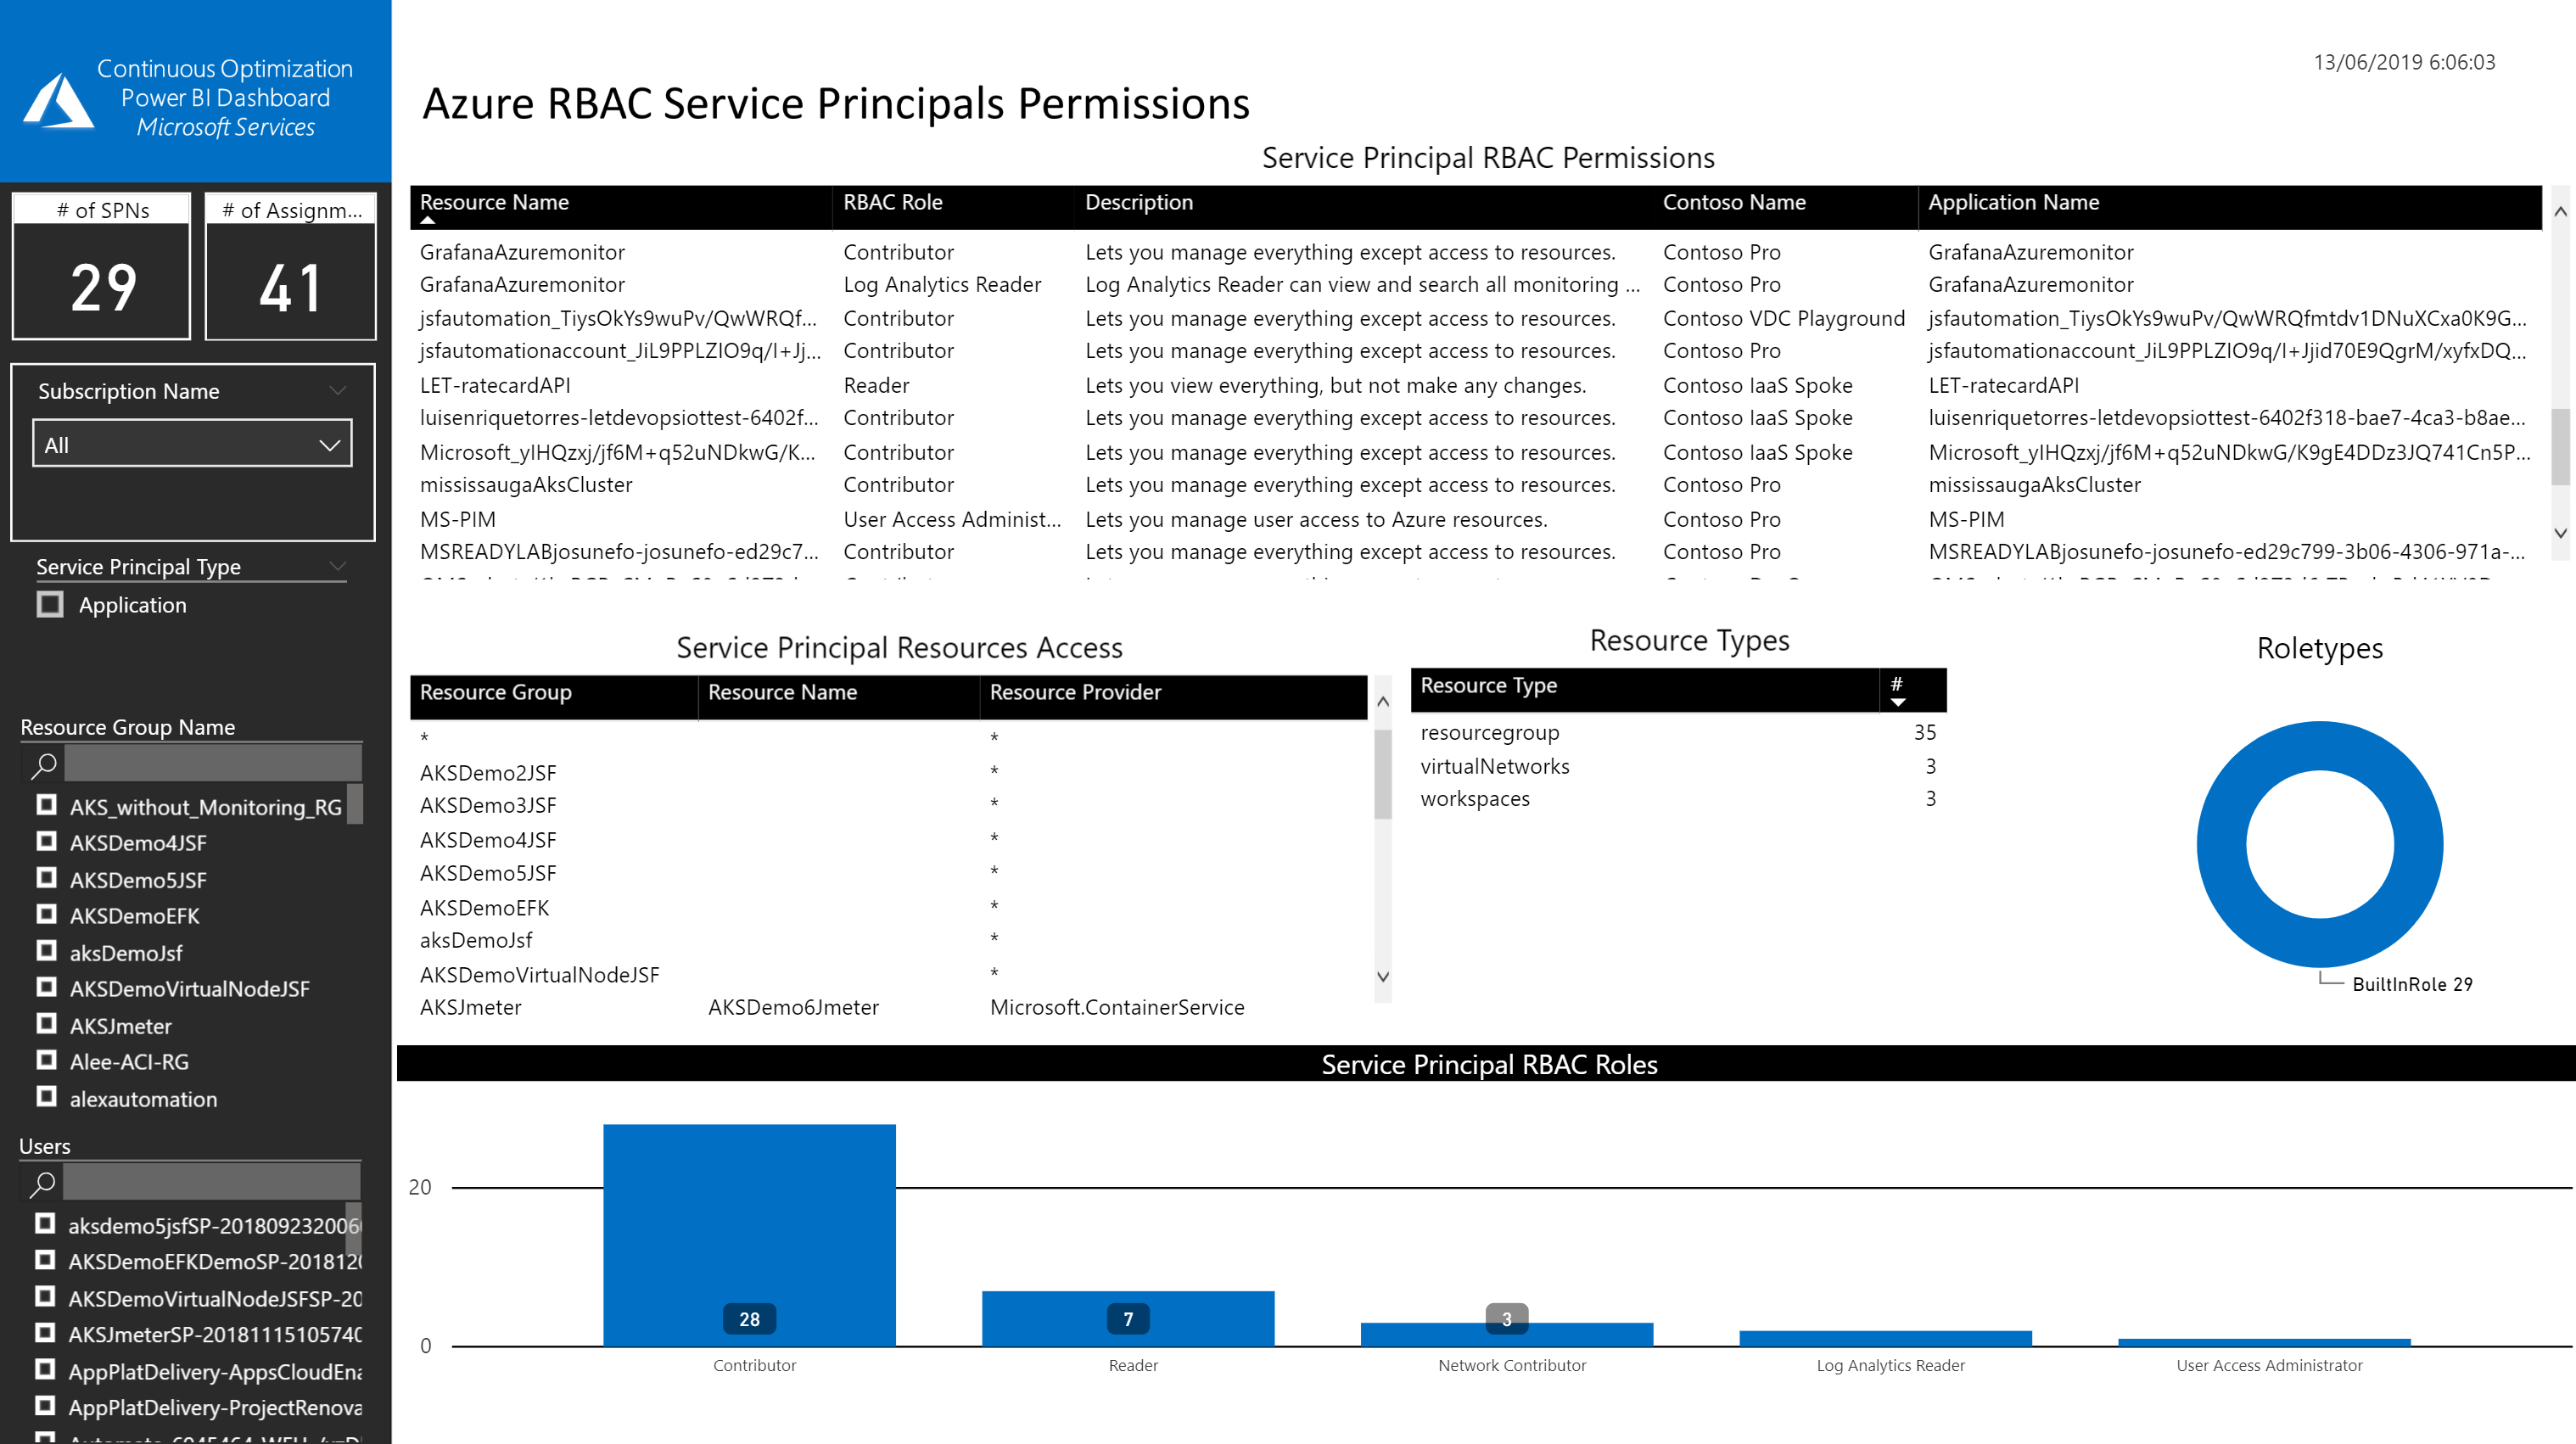 Continuous Optimization
Power BI Dashboard
Microsoft Services
13/06/2019 6:06:03
Azure RBAC Service Principals Permissions
# of SPNs
29
# of Assignm...
41
Subscription Name
All
Service Principal Type
Application
Resource Group Name
AKS_without_Monitoring_RG
AKSDemo4JSF
AKSDemo5JSF
AKSDemoEFK
aksDemoJsf
AKSDemoVirtualNodeJSF
AKSJmeter
Alee-ACI-RG
alexautomation
Users
aksdemo5jsfSP-201809232006
AKSDemoEFKDemoSP-201812
AKSDemoVirtualNodeJSFSP-20
AKSJmeterSP-20181115105740
AppPlatDelivery-AppsCloudEna
AppPlatDelivery-ProjectRenova
Service Principal RBAC Permissions
Resource Name RBAC Role Description Contoso Name Application Name
GrafanaAzuremonitor Contributor Lets you manage everything except access to resources. Contoso Pro GrafanaAzuremonitor
GrafanaAzuremonitor Log Analytics Reader Log Analytics Reader can view and search all monitoring ... Contoso Pro GrafanaAzuremonitor
jsfautomation_TiysOkYs9wuPv/QwWRQf... Contributor Lets you manage everything except access to resources. Contoso VDC Playground jsfautomation_TiysOkYs9wuPv/QwWRQfmtdv1DNuXCxa0K9G...
jsfautomationaccount_JiL9PPLZIO9q/I+Jj... Contributor Lets you manage everything except access to resources. Contoso Pro jsfautomationaccount_JiL9PPLZIO9q/I+Jjid70E9QgrM/xyfxDQ...
LET-ratecardAPI Reader Lets you view everything, but not make any changes. Contoso IaaS Spoke LET-ratecardAPI
luisenriquetorres-letdevopsiottest-6402f... Contributor Lets you manage everything except access to resources. Contoso IaaS Spoke luisenriquetorres-letdevopsiottest-6402f318-bae7-4ca3-b8ae...
Microsoft_yIHQzxj/jf6M+q52uNDkwG/K... Contributor Lets you manage everything except access to resources. Contoso IaaS Spoke Microsoft_yIHQzxj/jf6M+q52uNDkwG/K9gE4DDz3JQ741Cn5P...
mississaugaAksCluster Contributor Lets you manage everything except access to resources. Contoso Pro mississaugaAksCluster
MS-PIM User Access Administ... Lets you manage user access to Azure resources. Contoso Pro MS-PIM
MSREADYLABjosunefo-josunefo-ed29c7... Contributor Lets you manage everything except access to resources. Contoso Pro MSREADYLABjosunefo-josunefo-ed29c799-3b06-4306-971a-...
Service Principal Resources Access
Resource Group Resource Name Resource Provider
* *
AKSDemo2JSF *
AKSDemo3JSF *
AKSDemo4JSF *
AKSDemo5JSF *
AKSDemoEFK *
aksDemoJsf *
AKSDemoVirtualNodeJSF *
AKSJmeter AKSDemo6Jmeter Microsoft.ContainerService
Resource Types
Resource Type #
resourcegroup 35
virtualNetworks 3
workspaces 3
Roletypes
BuiltInRole 29
Service Principal RBAC Roles
20
0
28
7
3
Contributor
Reader
Network Contributor
Log Analytics Reader
User Access Administrator